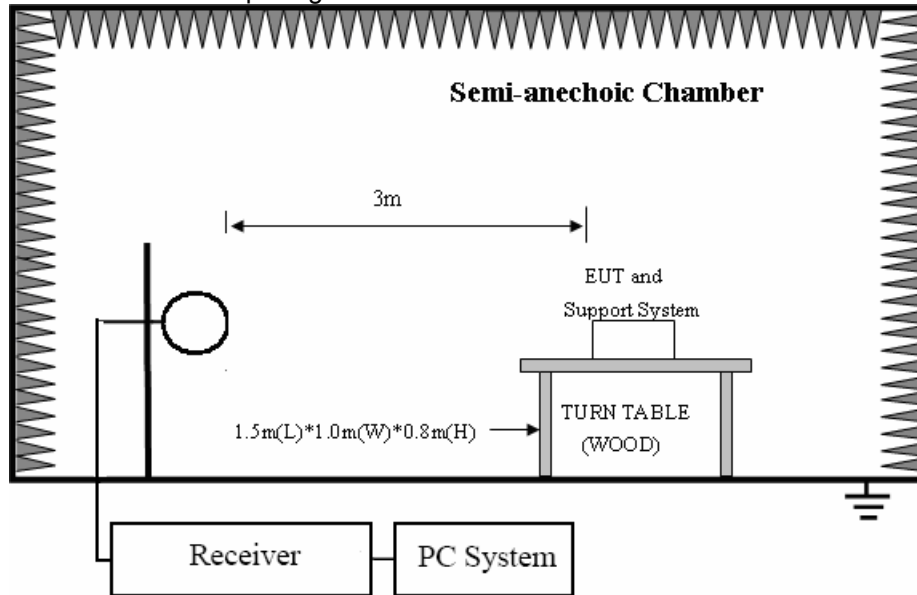 Semi-anechoic Chamber
3m
EUT and
Support System
1.5m(L)*1.0m(W)*0.8m(H)
TURN TABLE
(WOOD)
Receiver
PC System